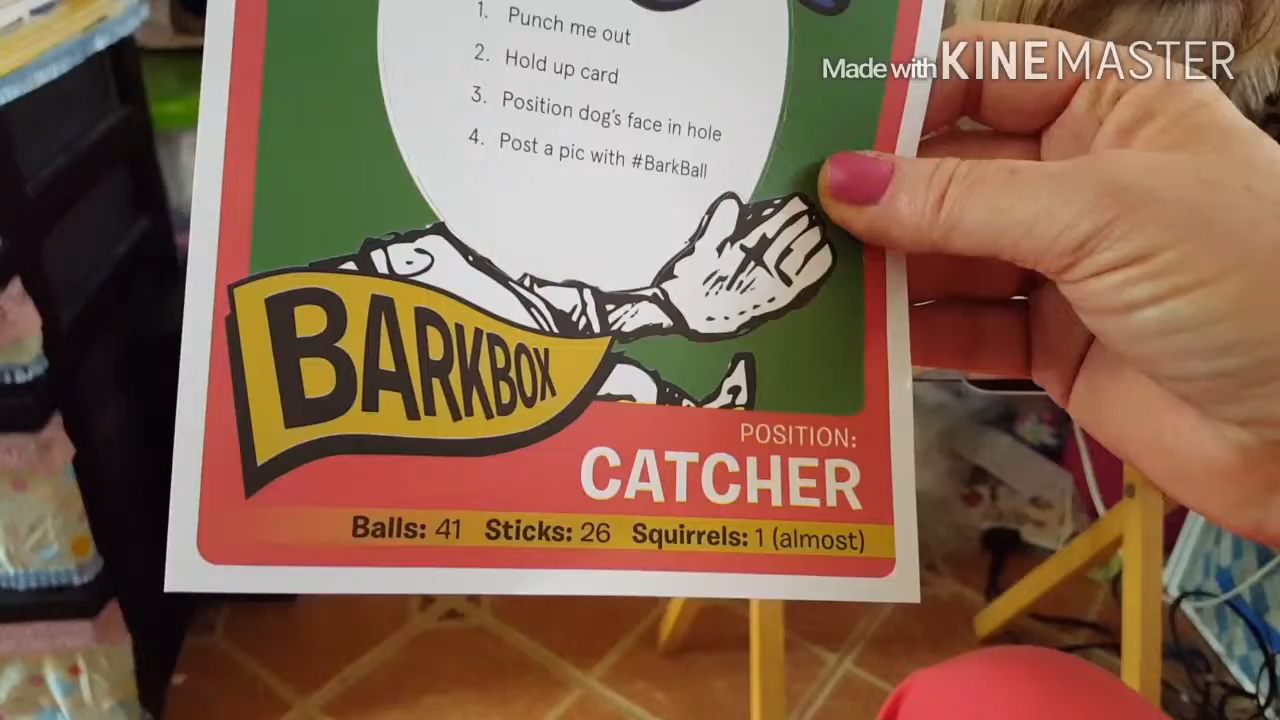 Made with KINEMASTER
1. Punch me out
2. Hold up card
3. Position dog's face in hole
4. Post a pic with #BarkBall
BARKBOX
POSITION:
CATCHER
Balls: 41 Sticks: 26 Squirrels: 1 (almost)